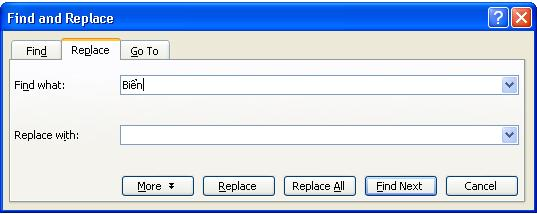 Find and Replace
Find Replace Go To
Find what: Biển
Replace with:
More Replace Replace All Find Next Cancel